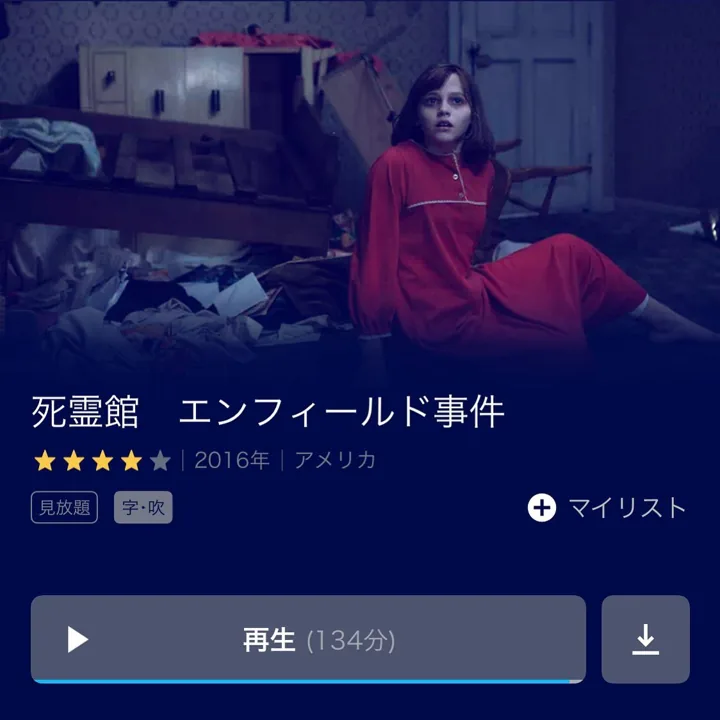 死霊館　エンフィールド事件
★★★★★ | 2016年 | アメリカ
見放題 字・吹
マイリスト
再生 (134分)